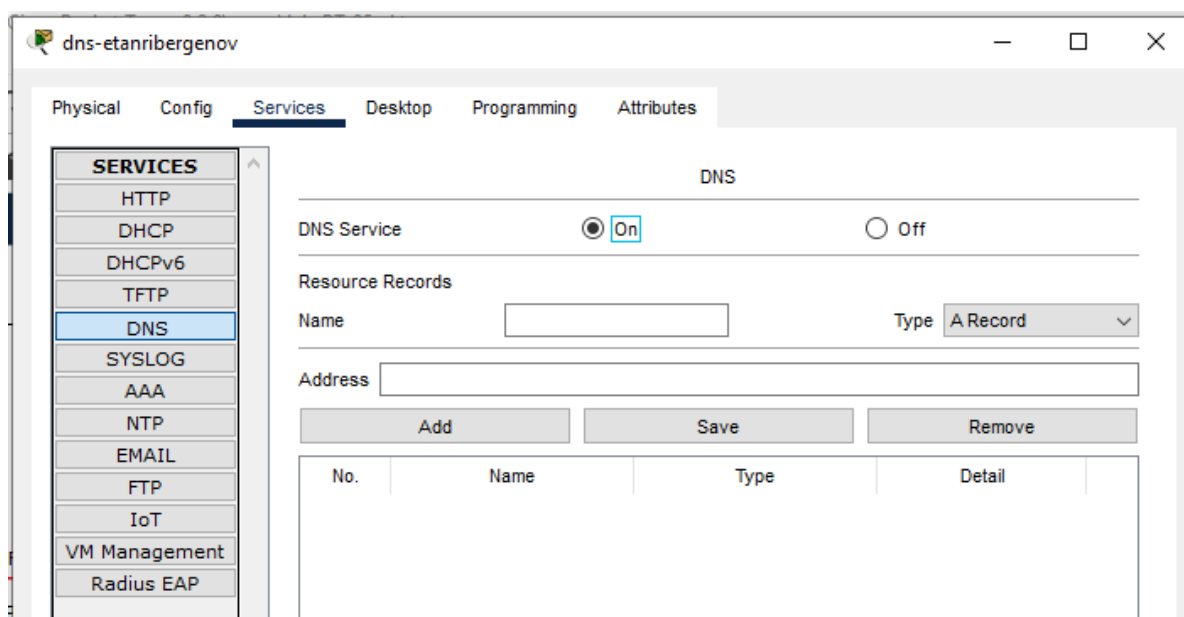 dns-etanribergenov
Physical Config Services Desktop Programming Attributes
SERVICES
HTTP
DHCP
DHCPv6
TFTP
DNS
SYSLOG
AAA
NTP
EMAIL
FTP
IoT
VM Management
Radius EAP
DNS
DNS Service On Off
Resource Records
Name Type A Record
Address
Add Save Remove
No. Name Type Detail